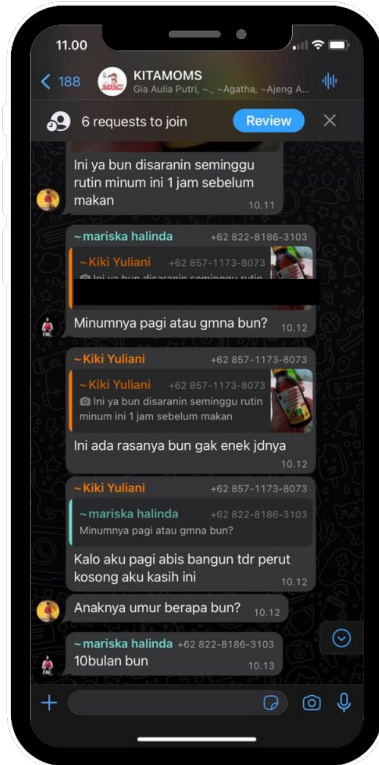 11.00
188
KITAMOMS
Gia Aulia Putri, ~., ~Agatha, ~Ajeng A...
6 requests to join
Review
Ini ya bun disaranin seminggu
rutin minum ini 1 jam sebelum
makan
10.11
~mariska halinda +62 822-8186-3103
~Kiki Yuliani +62 857-1173-8073
Ini ya bun disaranin seminggu rutin
Minumnya pagi atau gmna bun? 10.12
~Kiki Yuliani +62 857-1173-8073
~Kiki Yuliani +62 857-1173-8073
Ini ya bun disaranin seminggu rutin
minum ini 1 jam sebelum makan
Ini ada rasanya bun gak enek jdnya
10.12
~Kiki Yuliani +62 857-1173-8073
~mariska halinda +62 822-8186-3103
Minumnya pagi atau gmna bun?
Kalo aku pagi abis bangun tdr perut
kosong aku kasih ini
10.12
Anaknya umur berapa bun? 10.12
~mariska halinda +62 822-8186-3103
10bulan bun
10.13